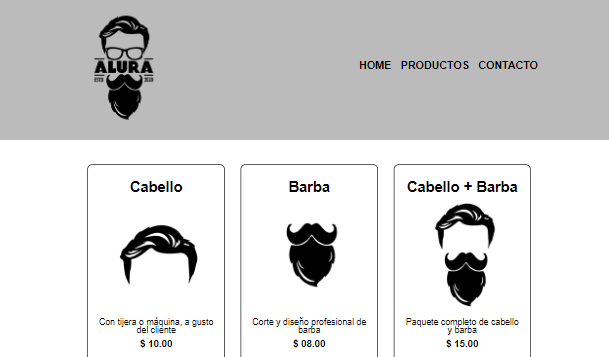 ALURA
ESTD 2020
HOME PRODUCTOS CONTACTO
Cabello
Con tijera o máquina, a gusto
del cliente
$ 10.00
Barba
Corte y diseño profesional de
barba
$ 08.00
Cabello + Barba
Paquete completo de cabello
y barba
$ 15.00